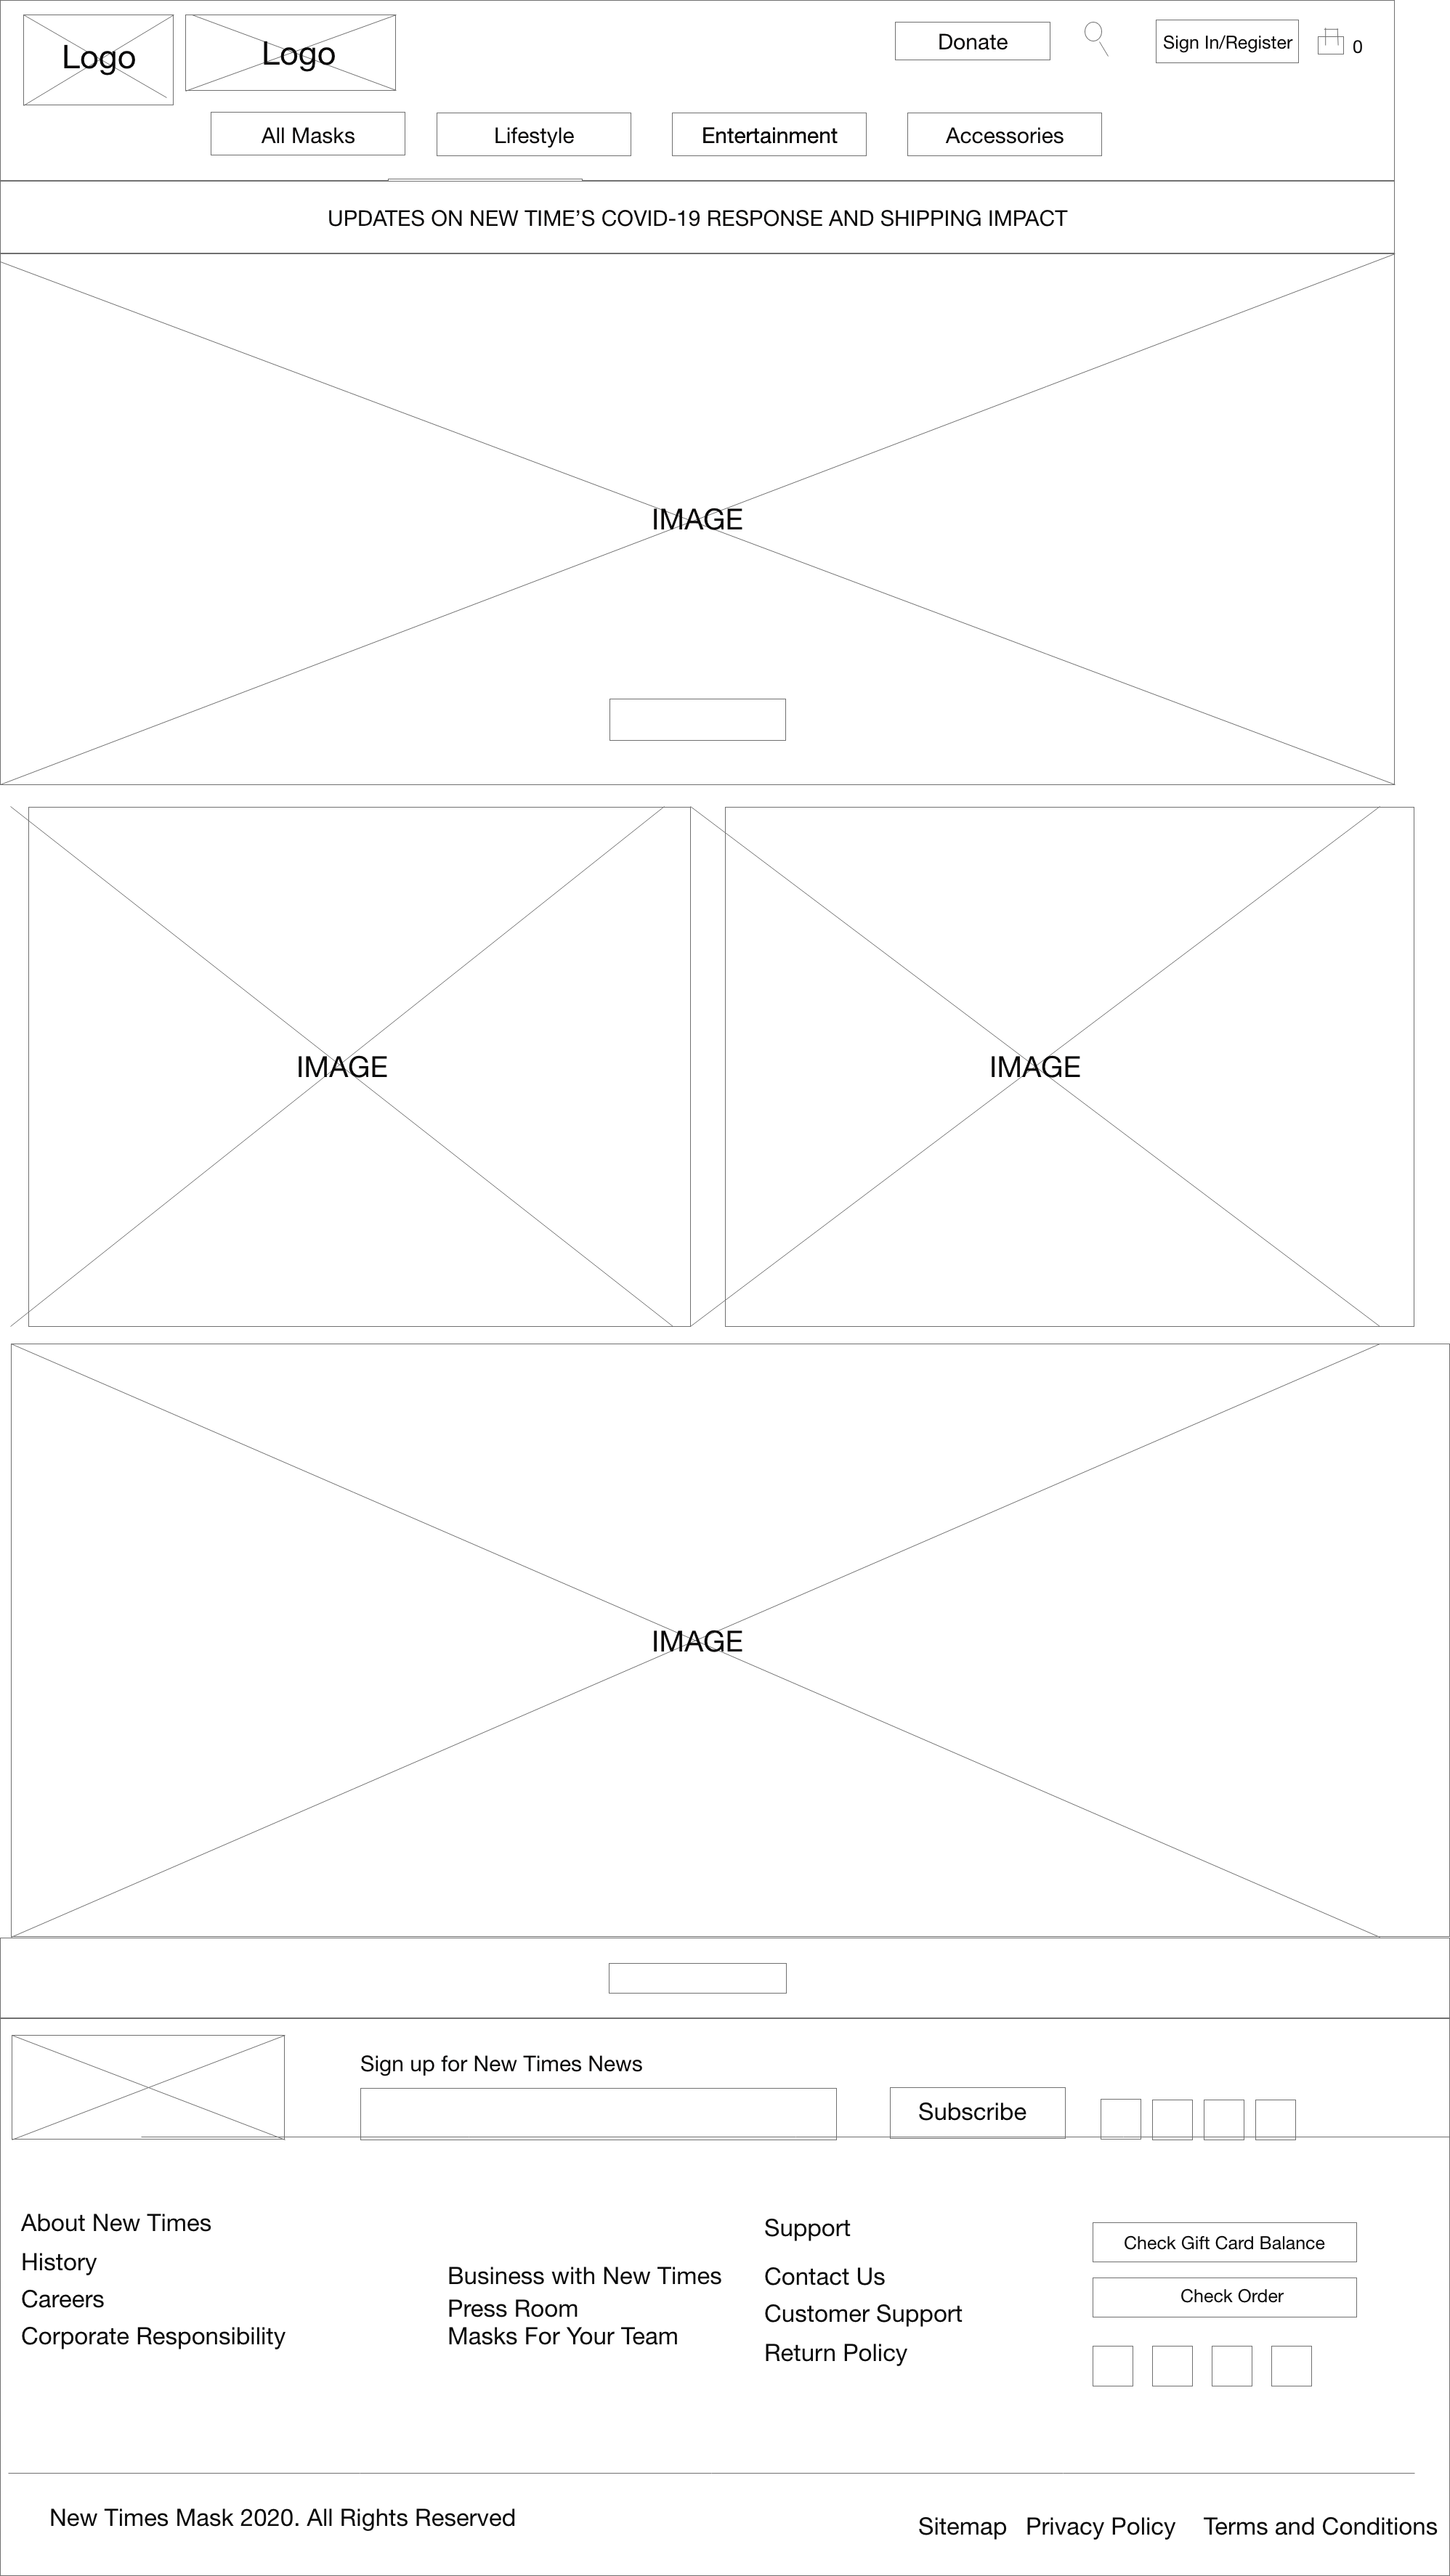 Logo
Logo
Donate
Sign In/Register
0
All Masks
Lifestyle
Entertainment
Accessories
UPDATES ON NEW TIME’S COVID-19 RESPONSE AND SHIPPING IMPACT
IMAGE
IMAGE
IMAGE
IMAGE
Sign up for New Times News
Subscribe
About New Times
History
Careers
Corporate Responsibility
Business with New Times
Press Room
Masks For Your Team
Support
Contact Us
Customer Support
Return Policy
Check Gift Card Balance
Check Order
New Times Mask 2020. All Rights Reserved
Sitemap
Privacy Policy
Terms and Conditions